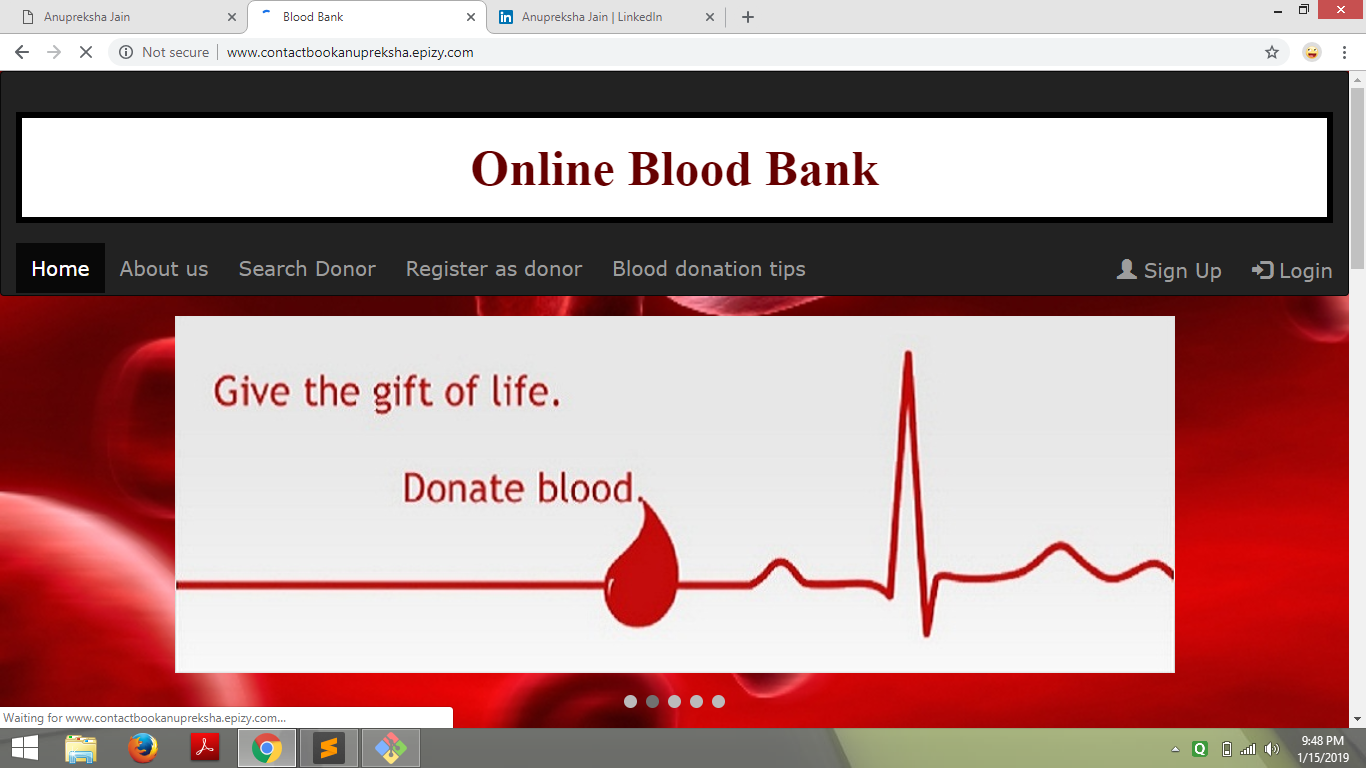 Anupreksha Jain
Blood Bank
Anupreksha Jain | LinkedIn
Not secure
www.contactbookanupreksha.epizy.com
Online Blood Bank
Home About us Search Donor Register as donor Blood donation tips Sign Up Login
Give the gift of life.
Donate blood.
Waiting for www.contactbookanupreksha.epizy.com...
9:48 PM
1/15/2019